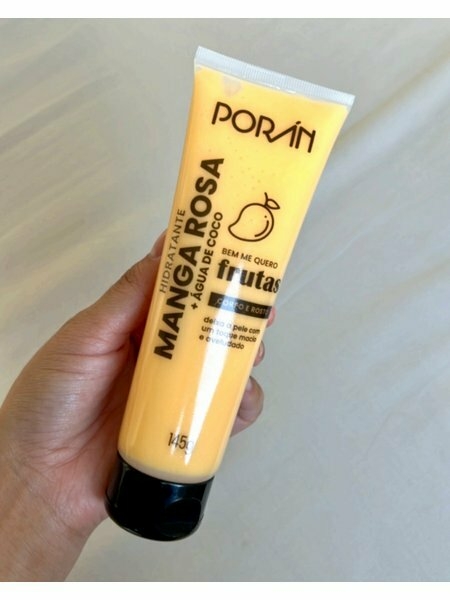 PORÁN
HIDRATANTE
MANGA ROSA
+ ÁGUA DE COCO
BEM ME QUERO
frutas
CORPO E ROSTO
deixa a pele com
um toque macio
e aveludado
145g